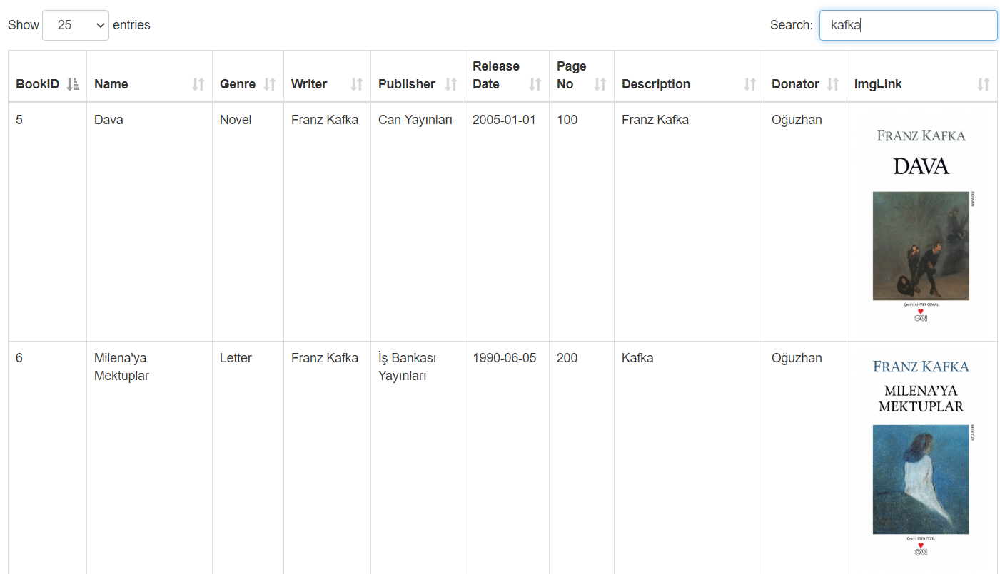 Show 25 entries Search: kafka
BookID Name Genre Writer Publisher Release Date Page No Description Donator ImgLink
5 Dava Novel Franz Kafka Can Yayınları 2005-01-01 100 Franz Kafka Oğuzhan
FRANZ KAFKA
DAVA
ROMAN
Çeviri: AHMET CEMAL
CAN
6 Milena'ya Mektuplar Letter Franz Kafka İş Bankası Yayınları 1990-06-05 200 Kafka Oğuzhan
FRANZ KAFKA
MILENA'YA
MEKTUPLAR
MEKTUP
Çeviri: ESEN TEZEL
CAN